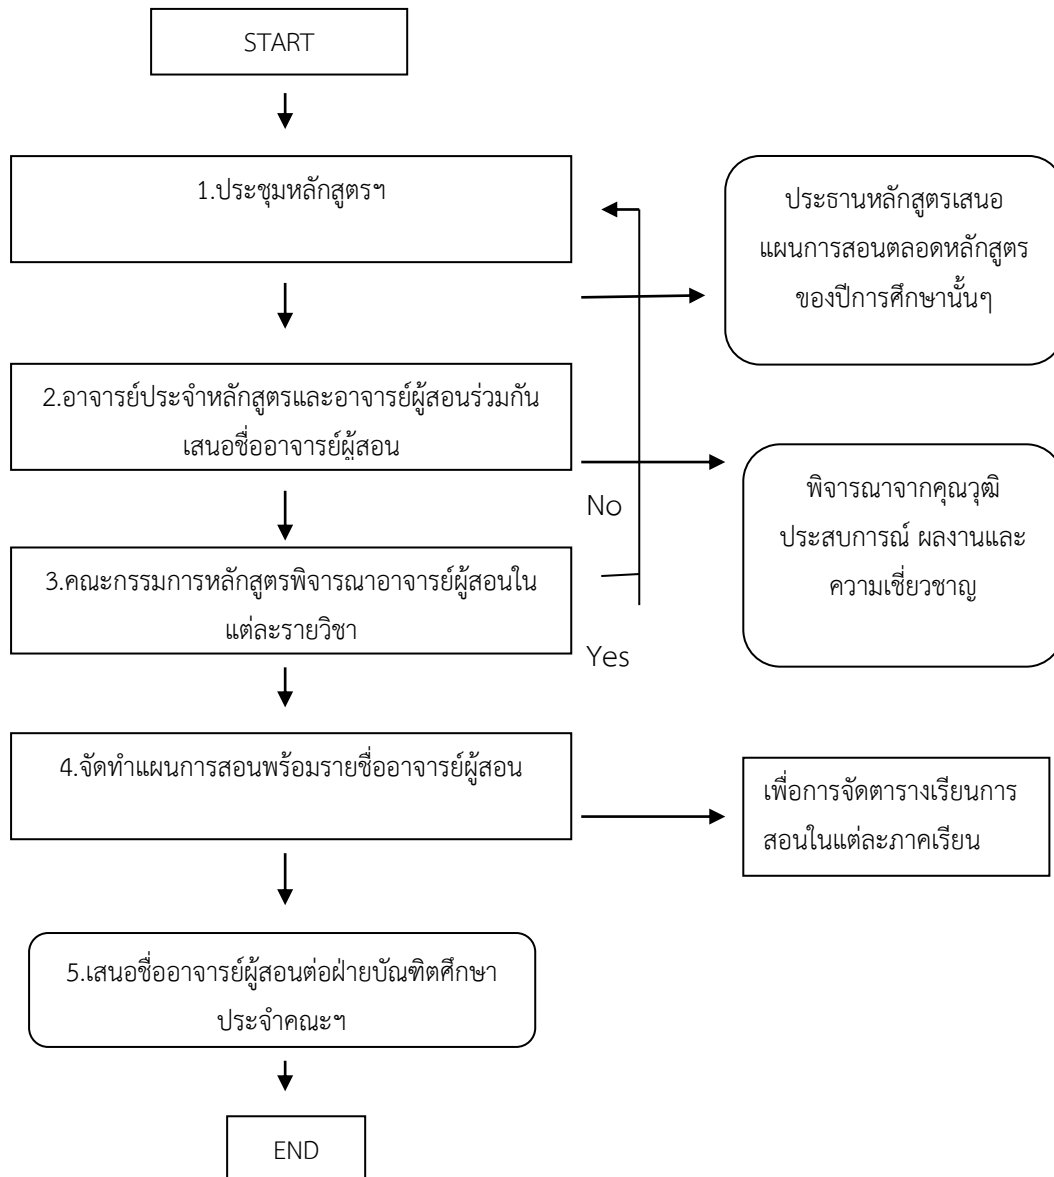 START
1.ประชุมหลักสูตรฯ
ประธานหลักสูตรเสนอ
แผนการสอนตลอดหลักสูตร
ของปีการศึกษานั้นๆ
2.อาจารย์ประจำหลักสูตรและอาจารย์ผู้สอนร่วมกัน
เสนอชื่ออาจารย์ผู้สอน
พิจารณาจากคุณวุฒิ
ประสบการณ์ ผลงานและ
ความเชี่ยวชาญ
No
3.คณะกรรมการหลักสูตรพิจารณาอาจารย์ผู้สอนใน
แต่ละรายวิชา
Yes
4.จัดทำแผนการสอนพร้อมรายชื่ออาจารย์ผู้สอน
เพื่อการจัดตารางเรียนการ
สอนในแต่ละภาคเรียน
5.เสนอชื่ออาจารย์ผู้สอนต่อฝ่ายบัณฑิตศึกษา
ประจำคณะฯ
END